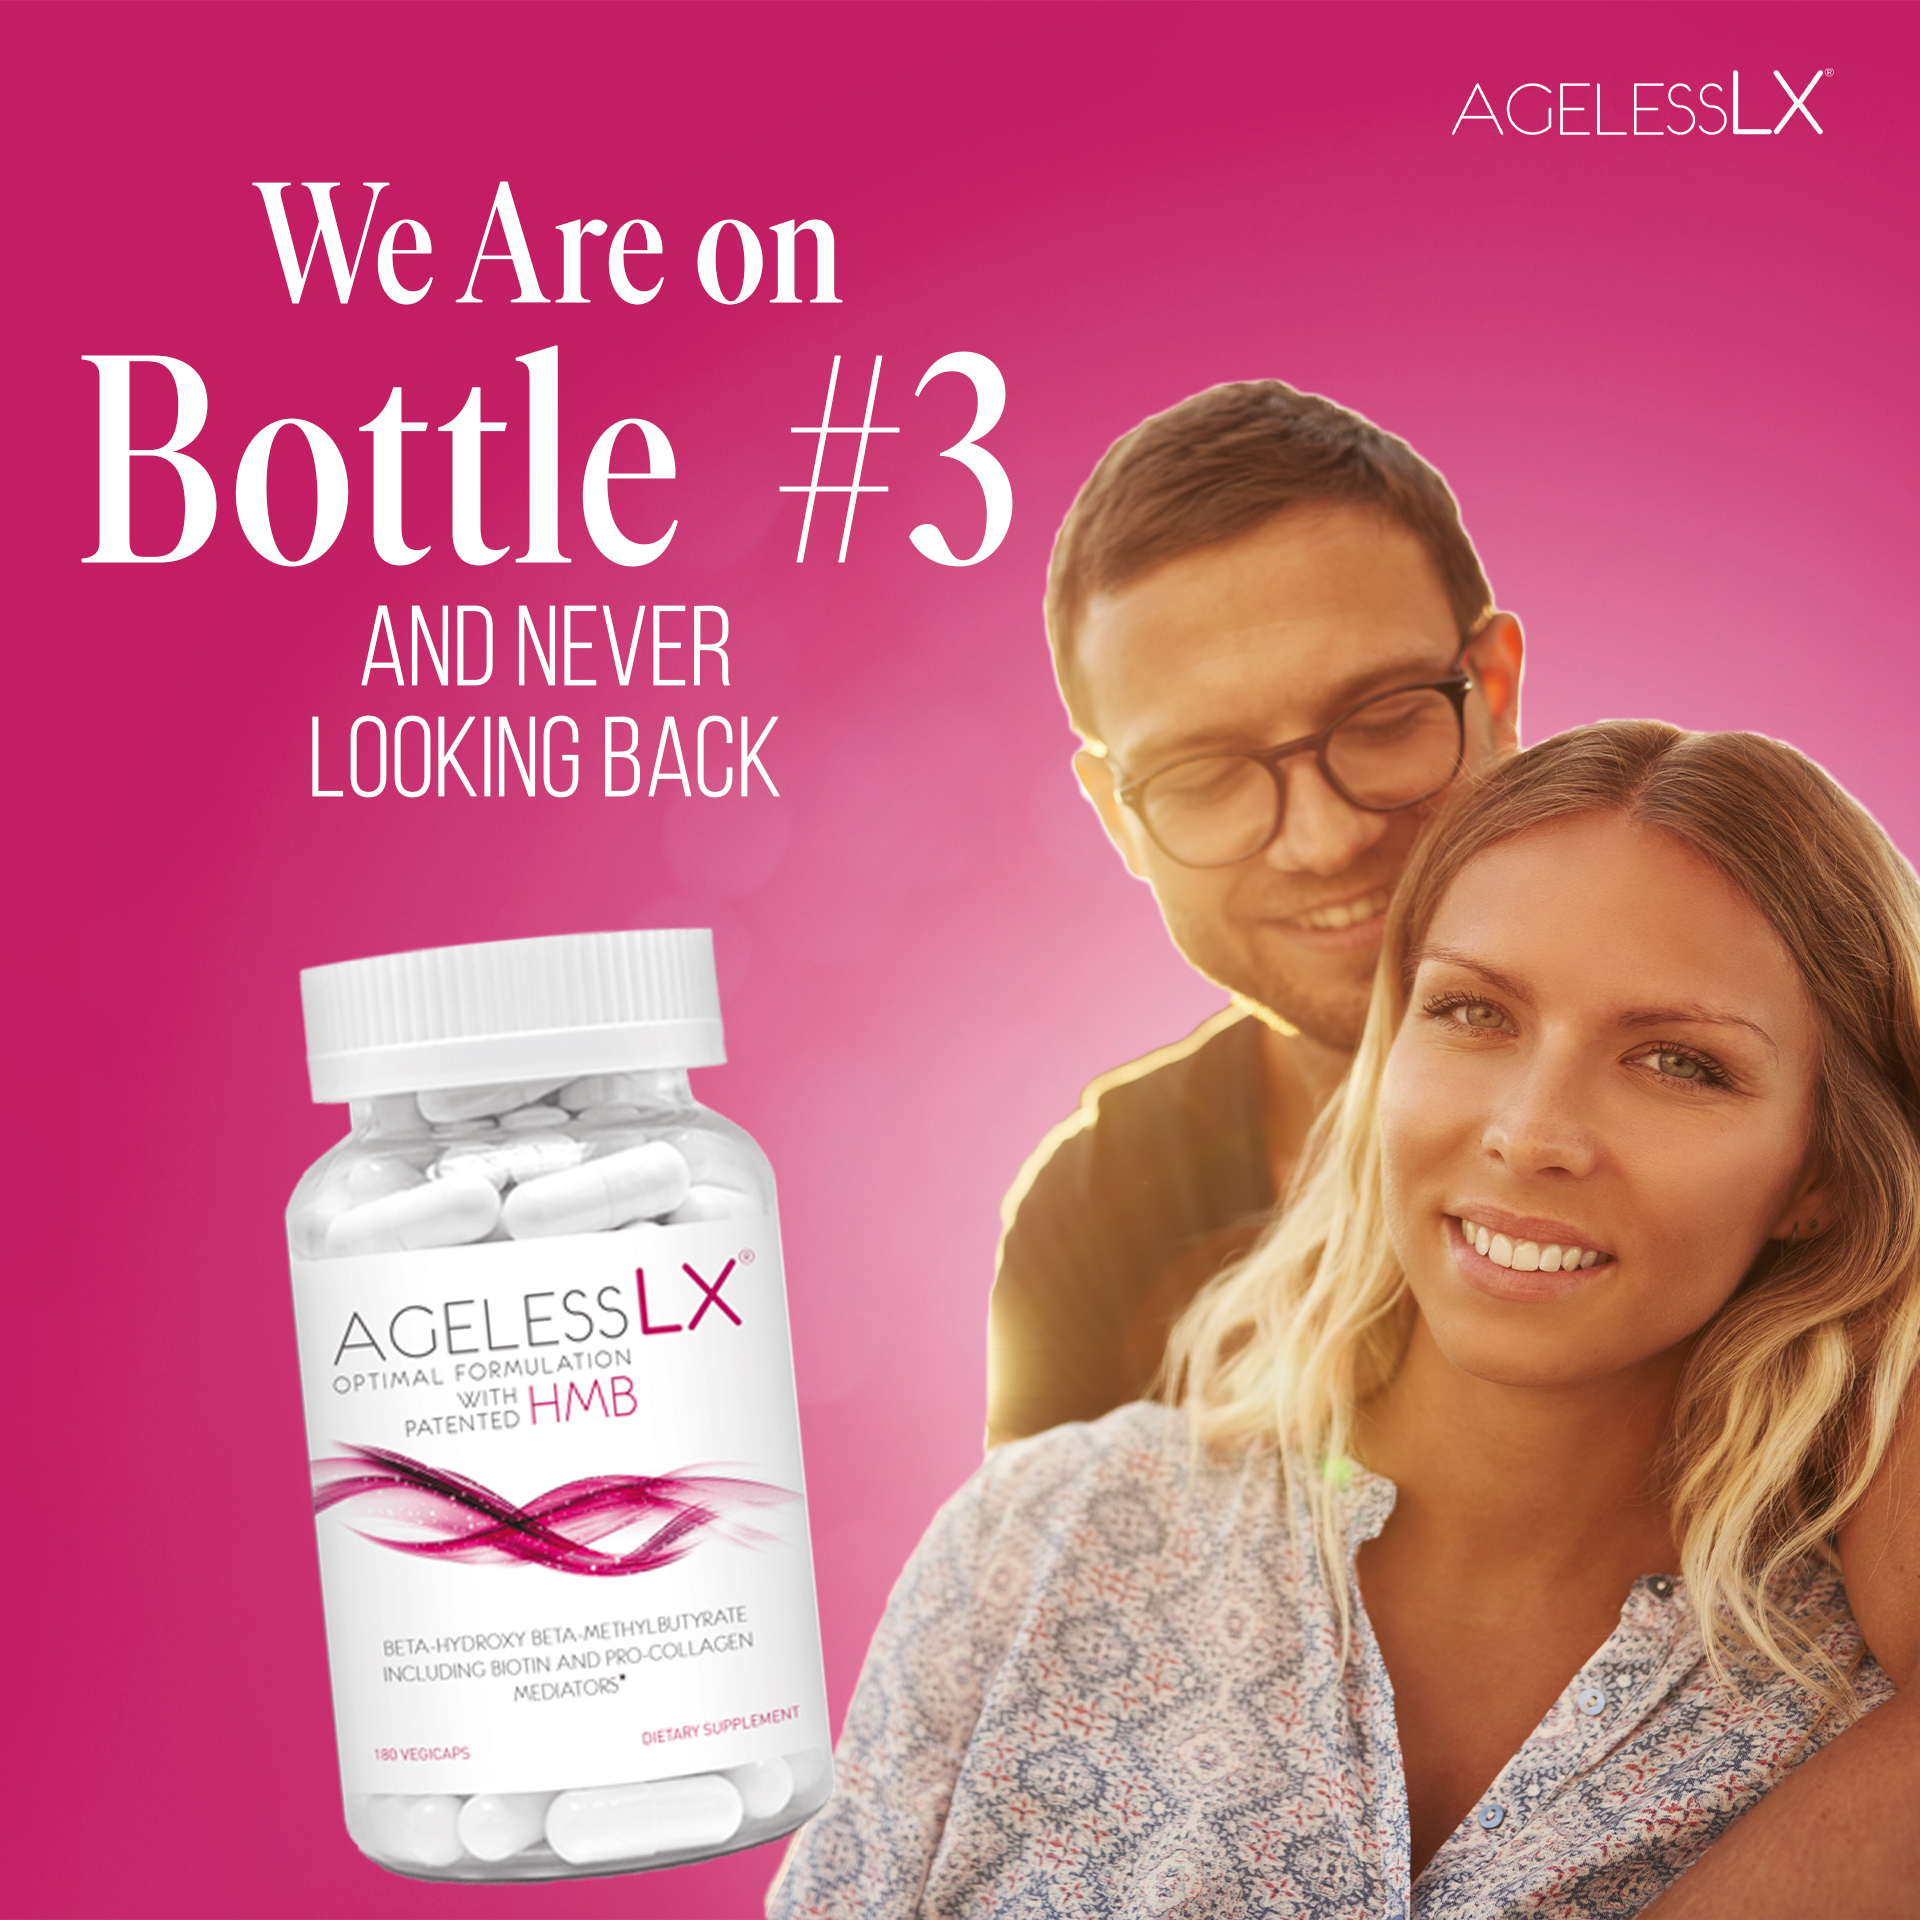 AGELESSLX®
We Are on
Bottle #3
AND NEVER
LOOKING BACK
AGELESSLX®
OPTIMAL FORMULATION
WITH
PATENTED HMB
BETA-HYDROXY BETA-METHYLBUTYRATE
INCLUDING BIOTIN AND PRO-COLLAGEN
MEDIATORS*
DIETARY SUPPLEMENT
180 VEGICAPS